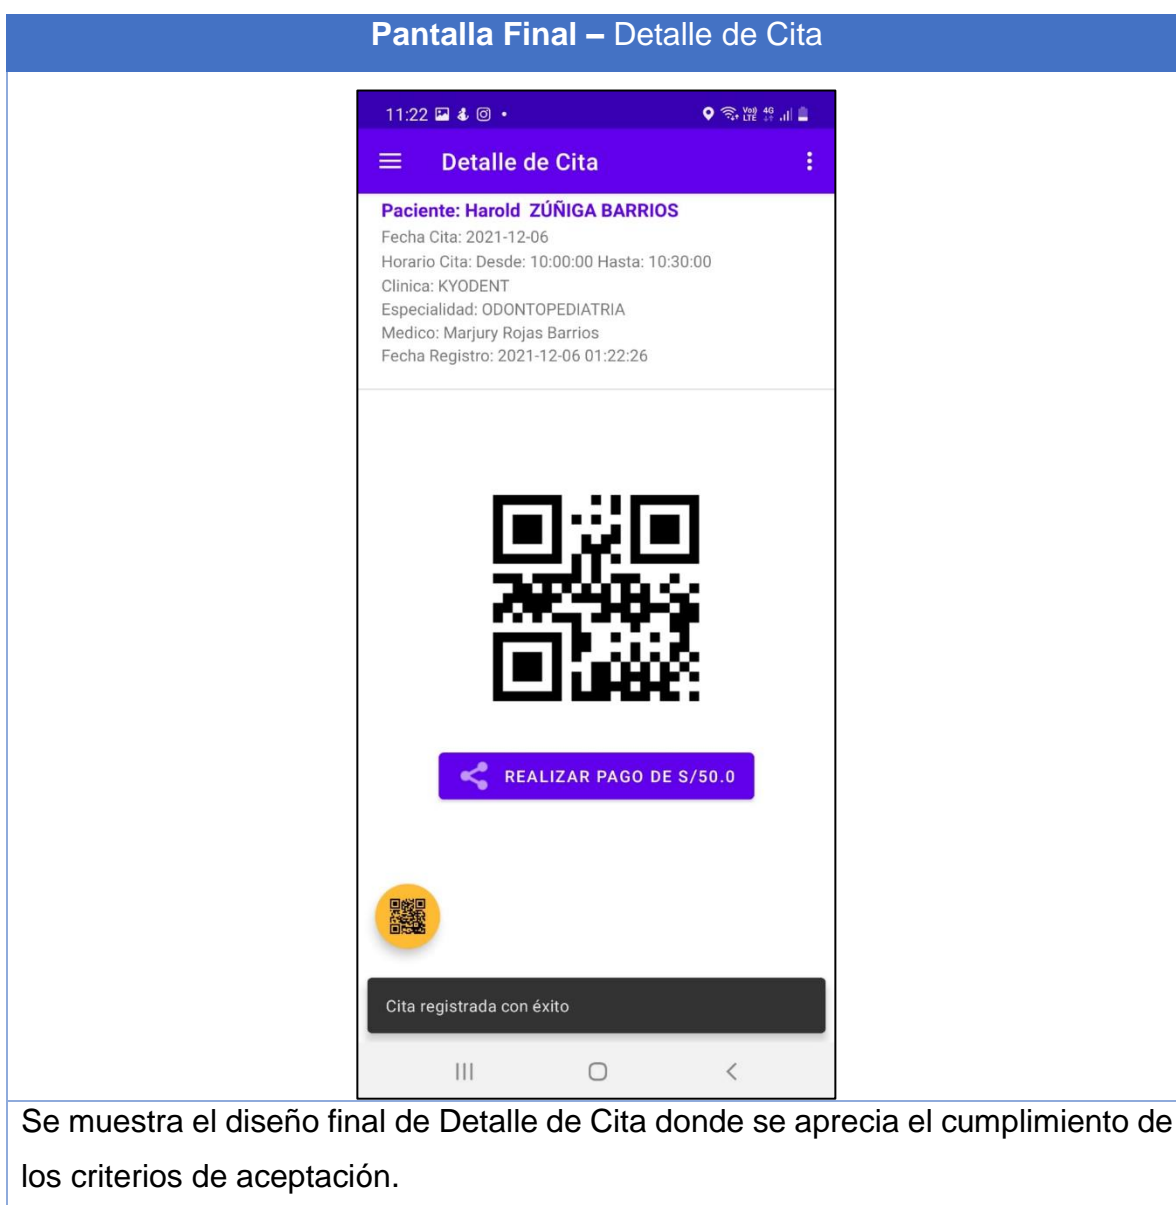 Pantalla Final – Detalle de Cita
11:22
Vo)) LTE 4G
Detalle de Cita
Paciente: Harold  ZÚÑIGA BARRIOS
Fecha Cita: 2021-12-06
Horario Cita: Desde: 10:00:00 Hasta: 10:30:00
Clinica: KYODENT
Especialidad: ODONTOPEDIATRIA
Medico: Marjury Rojas Barrios
Fecha Registro: 2021-12-06 01:22:26
REALIZAR PAGO DE S/50.0
Cita registrada con éxito
Se muestra el diseño final de Detalle de Cita donde se aprecia el cumplimiento de
los criterios de aceptación.